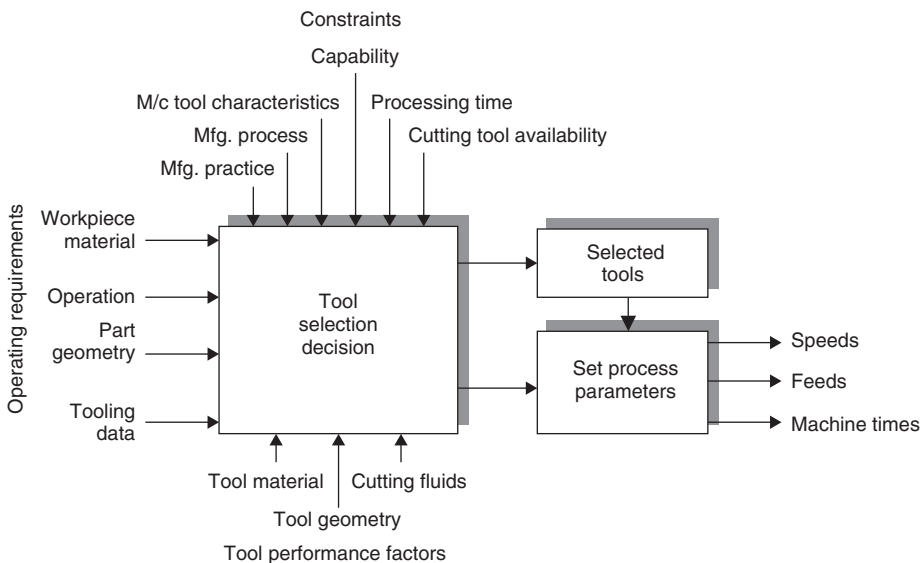 Constraints
Capability
M/c tool characteristics
Processing time
Mfg. process
Cutting tool availability
Mfg. practice
Operating requirements
Workpiece
material
Operation
Part
geometry
Tooling
data
Tool
selection
decision
Selected
tools
Set process
parameters
Speeds
Feeds
Machine times
Tool material
Cutting fluids
Tool geometry
Tool performance factors